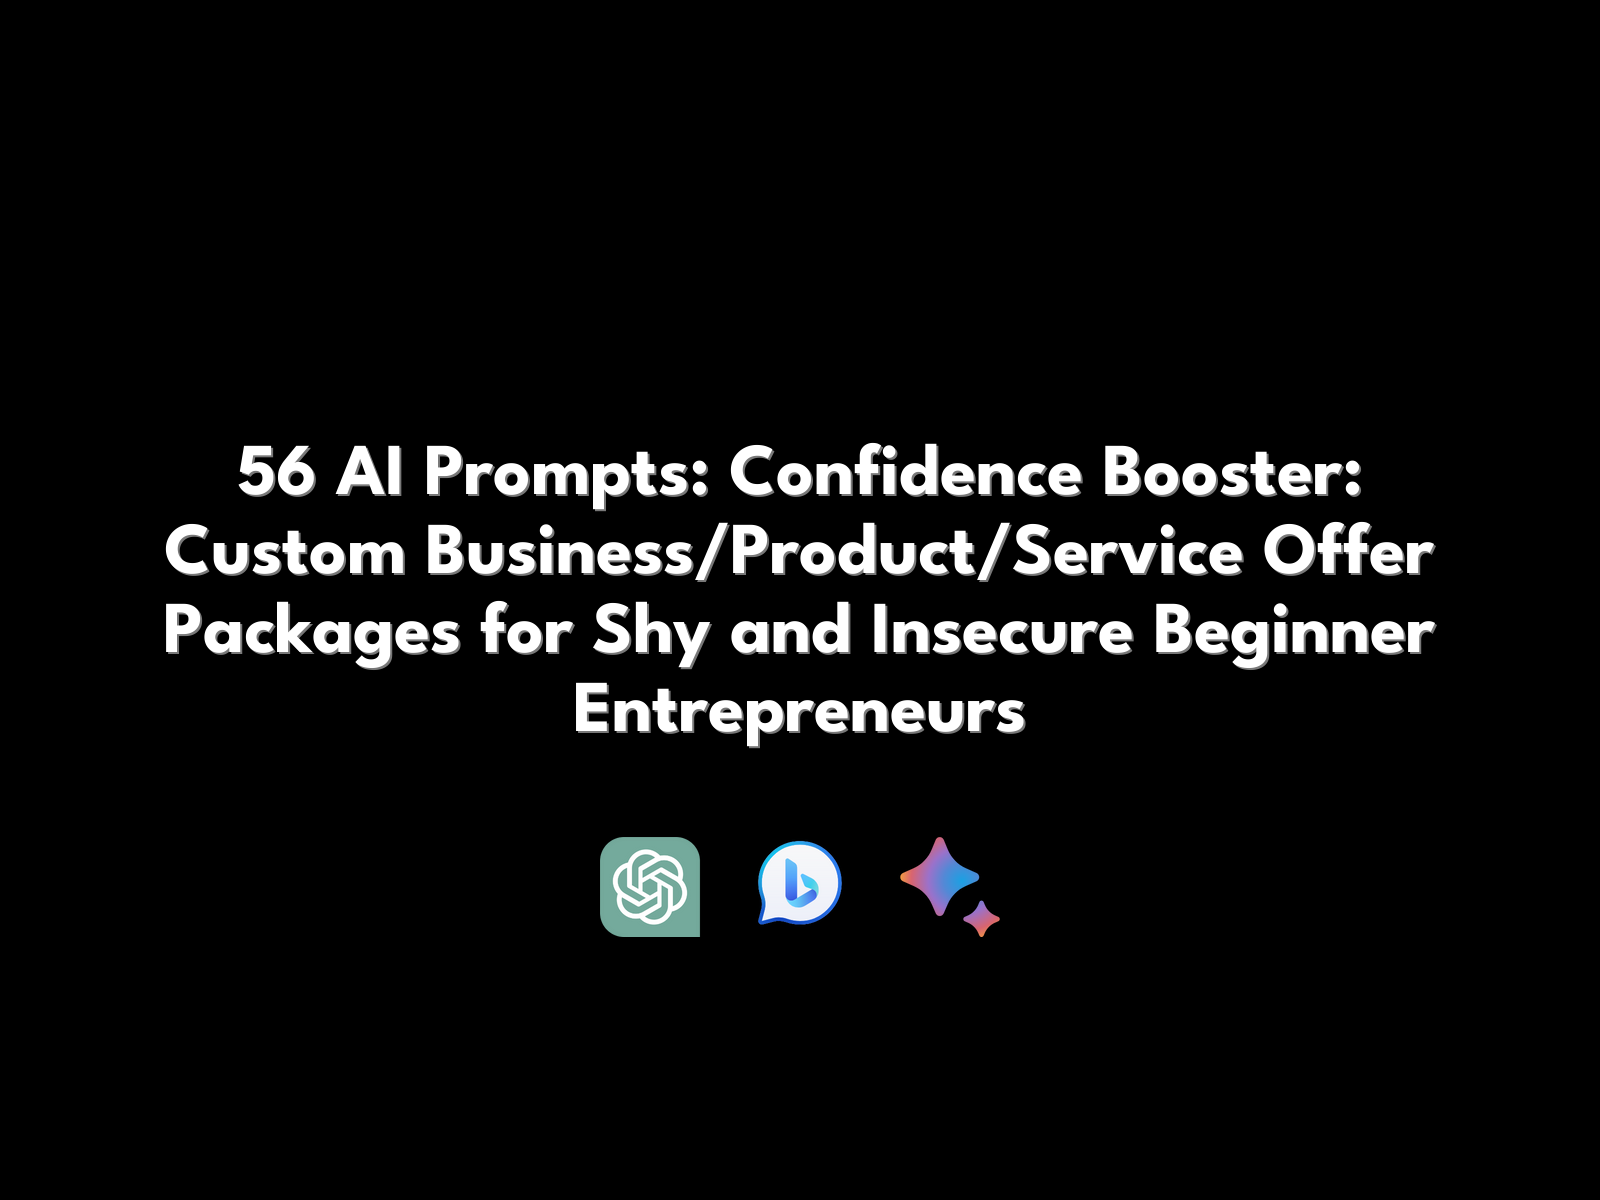 56 AI Prompts: Confidence Booster:
Custom Business/Product/Service Offer
Packages for Shy and Insecure Beginner
Entrepreneurs